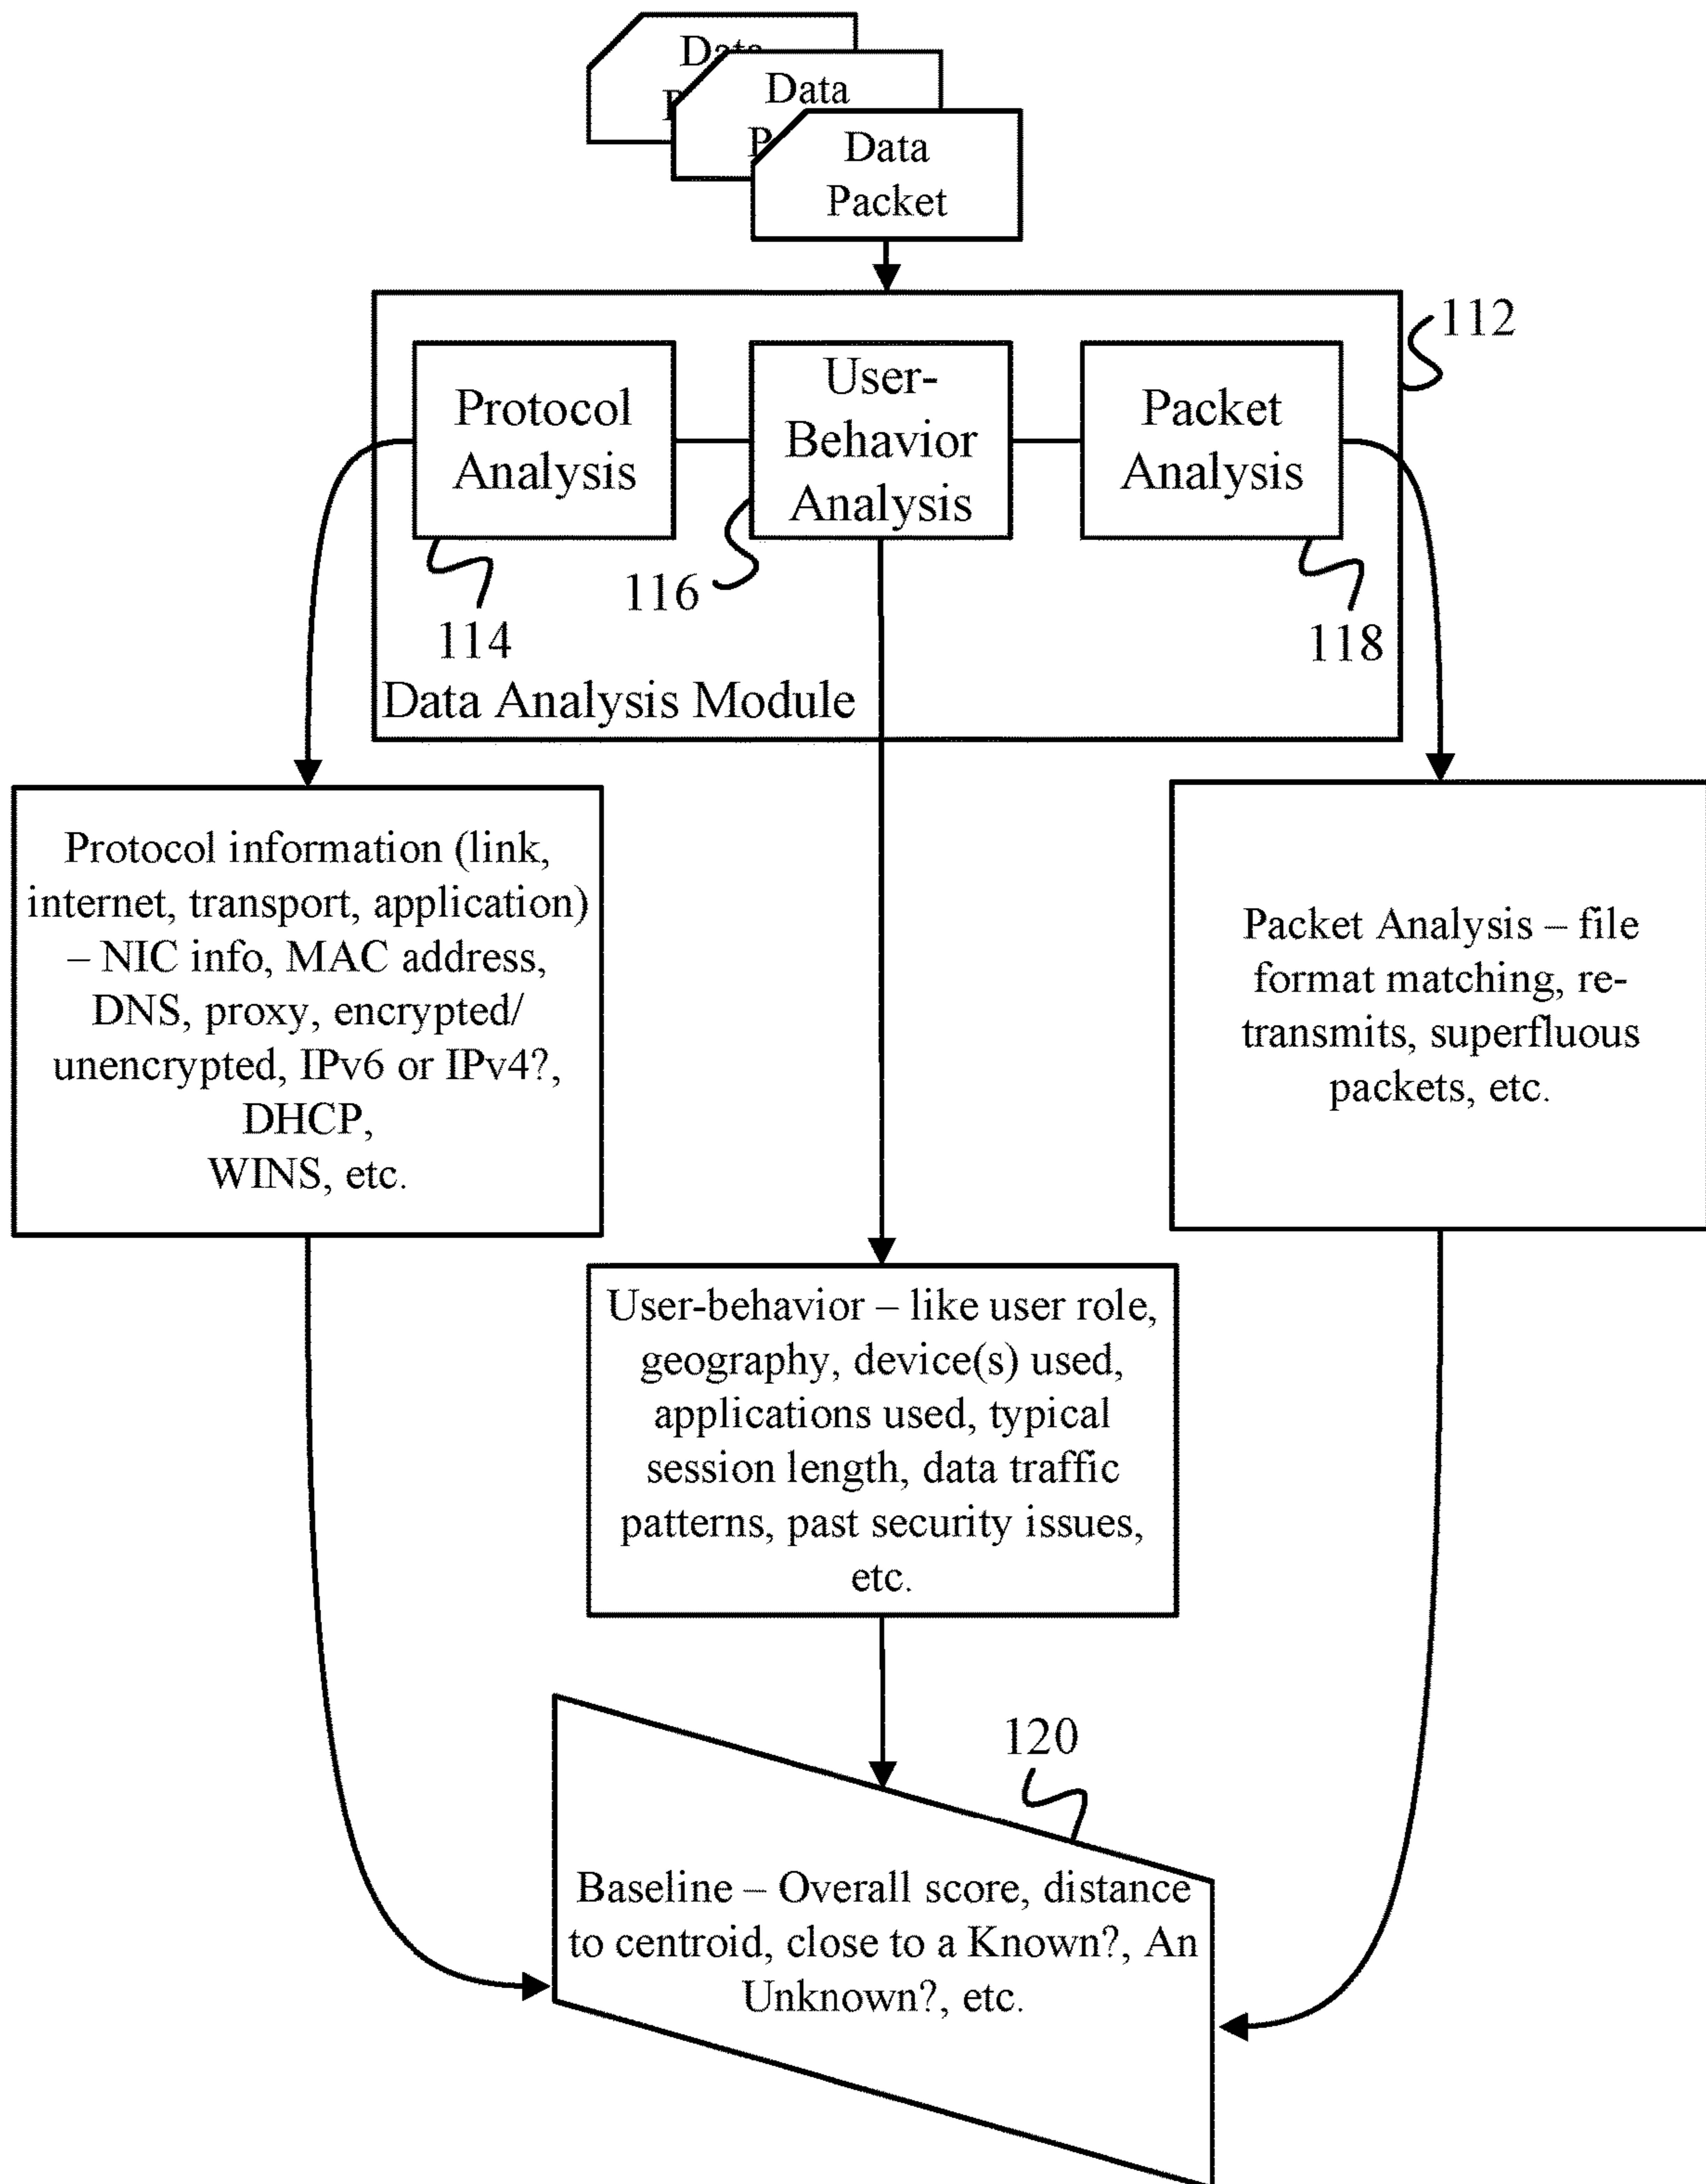 Data
Data
Data
Packet
112
Protocol
Analysis
User-
Behavior
Analysis
Packet
Analysis
116
114
118
Data Analysis Module
Protocol information (link,
internet, transport, application)
– NIC info, MAC address,
DNS, proxy, encrypted/
unencrypted, IPv6 or IPv4?,
DHCP,
WINS, etc.
Packet Analysis – file
format matching, re-
transmits, superfluous
packets, etc.
User-behavior – like user role,
geography, device(s) used,
applications used, typical
session length, data traffic
patterns, past security issues,
etc.
120
Baseline – Overall score, distance
to centroid, close to a Known?, An
Unknown?, etc.